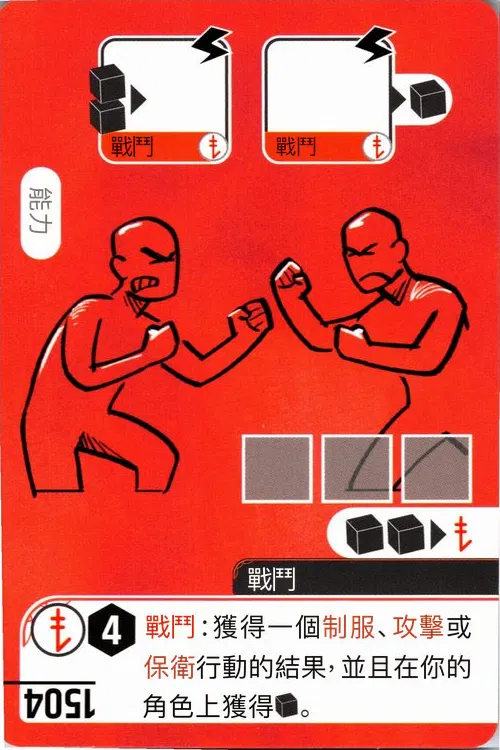 戰鬥
戰鬥
能力
戰鬥
4
戰鬥：獲得一個制服、攻擊或
保衛行動的結果，並且在你的
角色上獲得。
1504